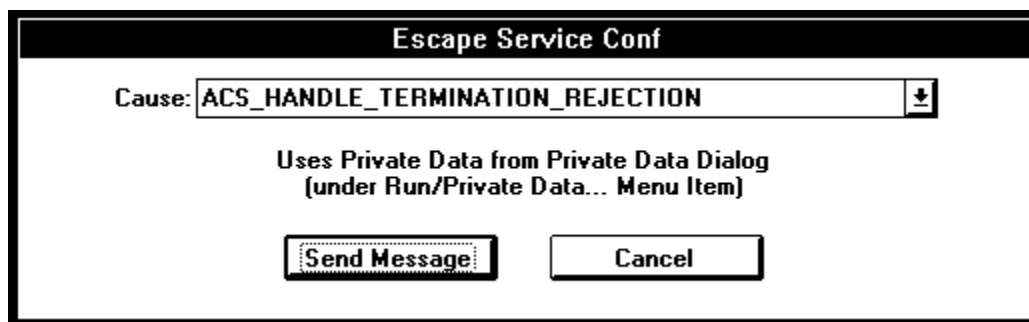 Escape Service Conf
Cause: ACS_HANDLE_TERMINATION_REJECTION
Uses Private Data from Private Data Dialog
(under Run/Private Data... Menu Item)
Send Message Cancel